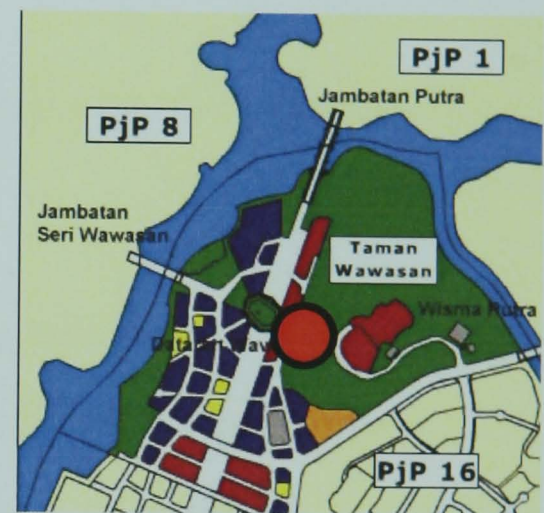 PjP 1
Jambatan Putra
PjP 8
Jambatan
Seri Wawasan
Taman
Wawasan
Wisma Putra
PjP 16